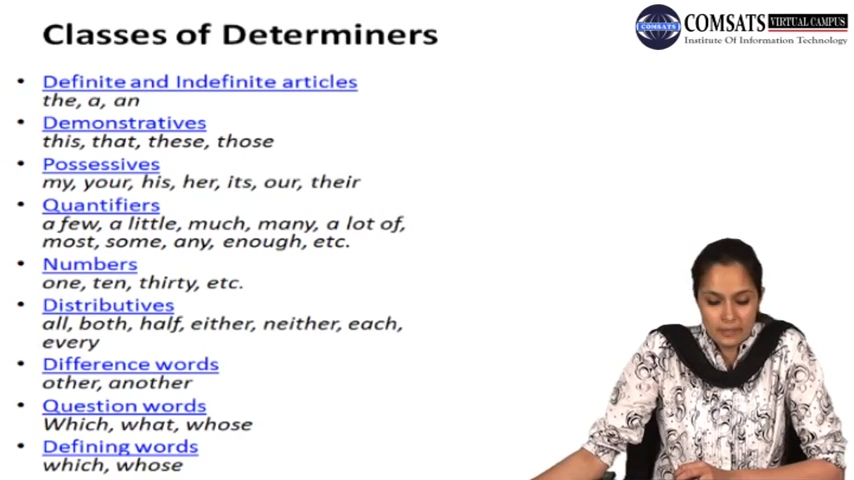 Classes of Determiners
COMSATS
COMSATS VIRTUAL CAMPUS
Institute Of Information Technology
• Definite and Indefinite articles
the, a, an
• Demonstratives
this, that, these, those
• Possessives
my, your, his, her, its, our, their
• Quantifiers
a few, a little, much, many, a lot of,
most, some, any, enough, etc.
• Numbers
one, ten, thirty, etc.
• Distributives
all, both, half, either, neither, each,
every
• Difference words
other, another
• Question words
Which, what, whose
• Defining words
which, whose